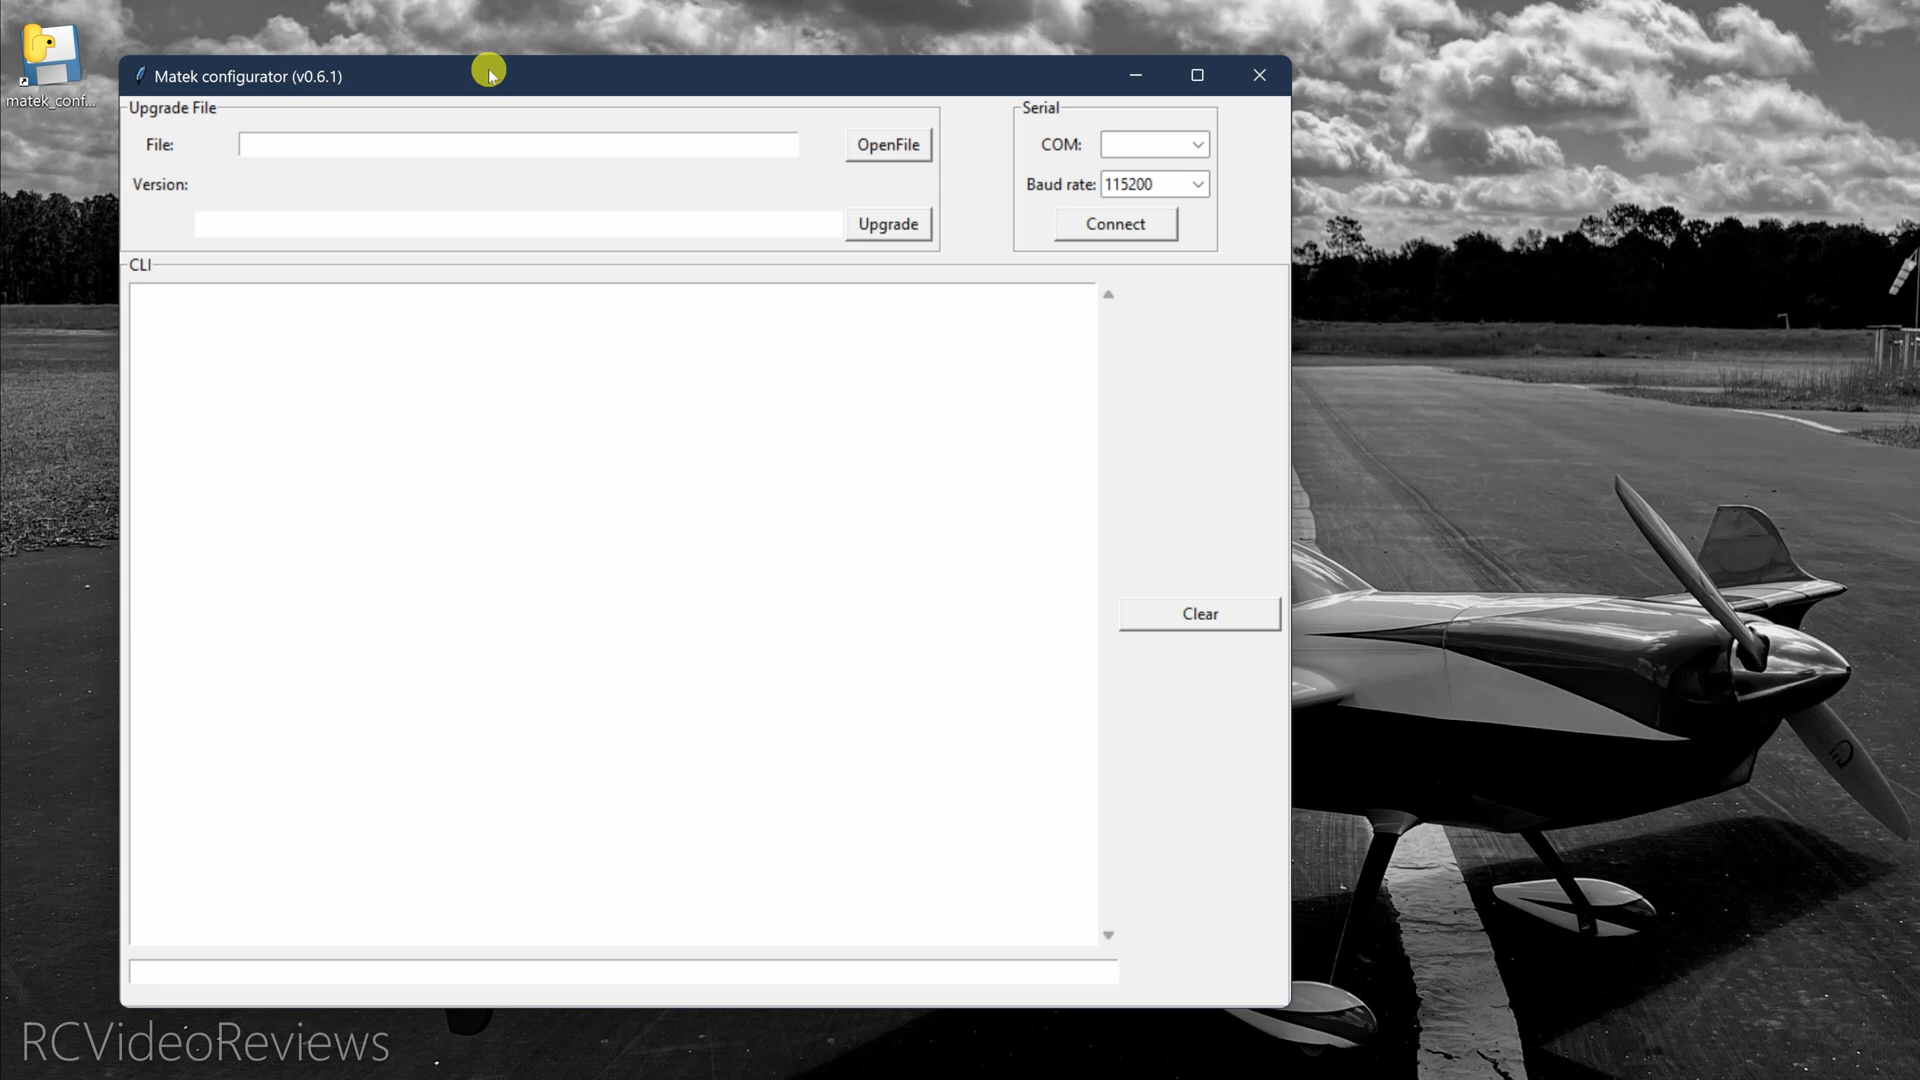 matek_conf...
Matek configurator (v0.6.1)
Upgrade File
File:
OpenFile
Version:
Upgrade
Serial
COM:
Baud rate:
115200
Connect
CLI
Clear
RCVideoReviews